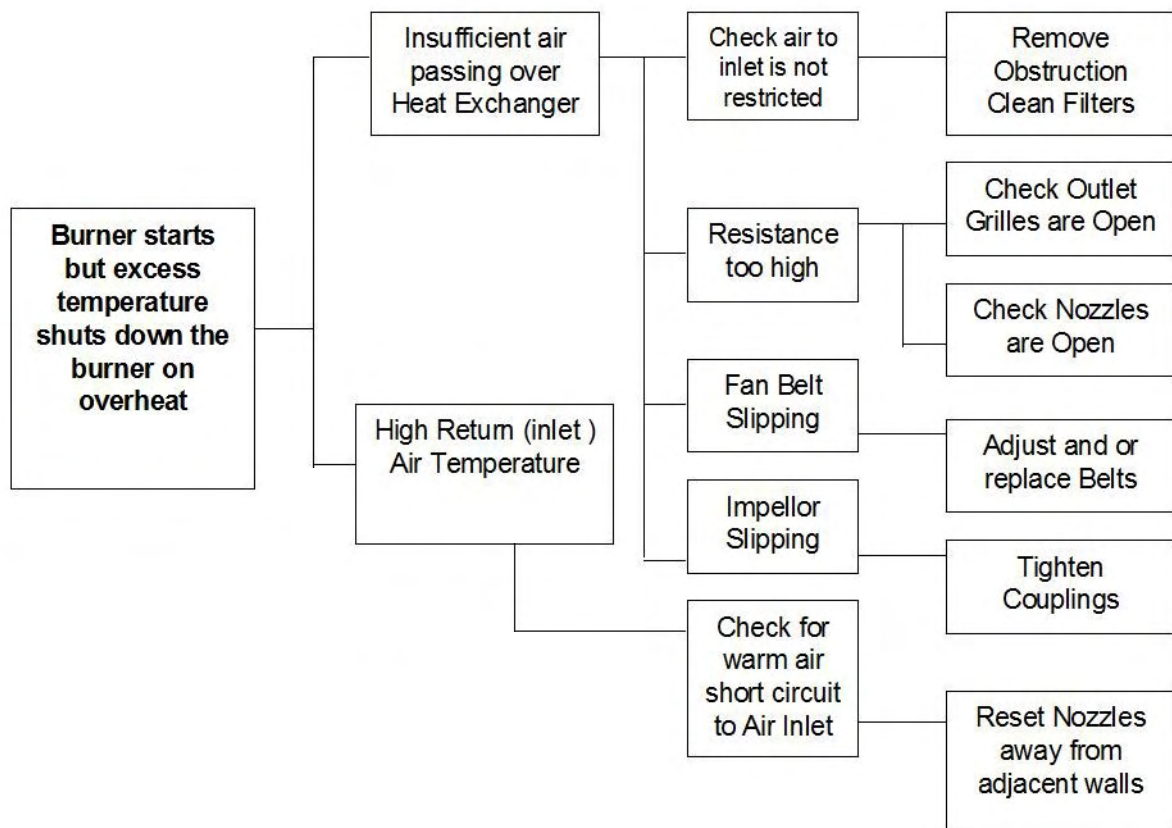 Burner starts
but excess
temperature
shuts down the
burner on
overheat
Insufficient air
passing over
Heat Exchanger
High Return (inlet )
Air Temperature
Check air to
inlet is not
restricted
Resistance
too high
Fan Belt
Slipping
Impellor
Slipping
Check for
warm air
short circuit
to Air Inlet
Remove
Obstruction
Clean Filters
Check Outlet
Grilles are Open
Check Nozzles
are Open
Adjust and or
replace Belts
Tighten
Couplings
Reset Nozzles
away from
adjacent walls